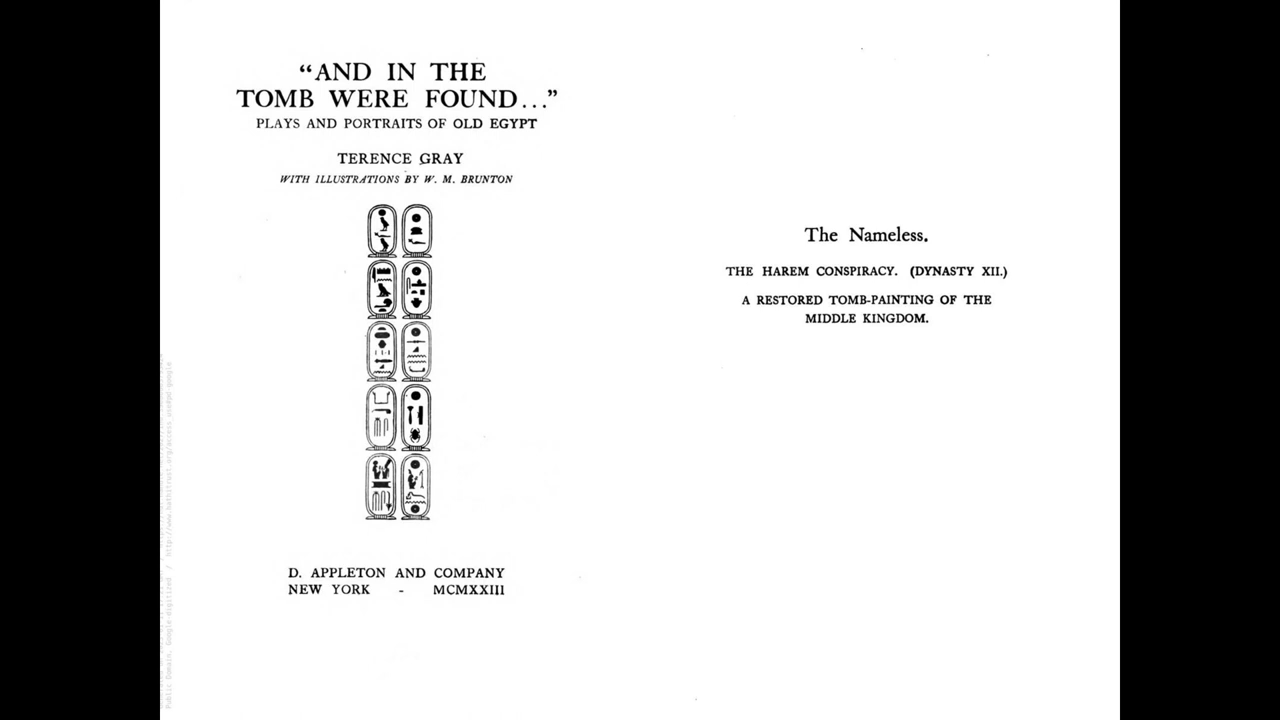 “AND IN THE
TOMB WERE FOUND...”
PLAYS AND PORTRAITS OF OLD EGYPT
TERENCE GRAY
WITH ILLUSTRATIONS BY W. M. BRUNTON
D. APPLETON AND COMPANY
NEW YORK - MCMXXIII
The Nameless.
THE HAREM CONSPIRACY. (DYNASTY XII.)
A RESTORED TOMB-PAINTING OF THE
MIDDLE KINGDOM.